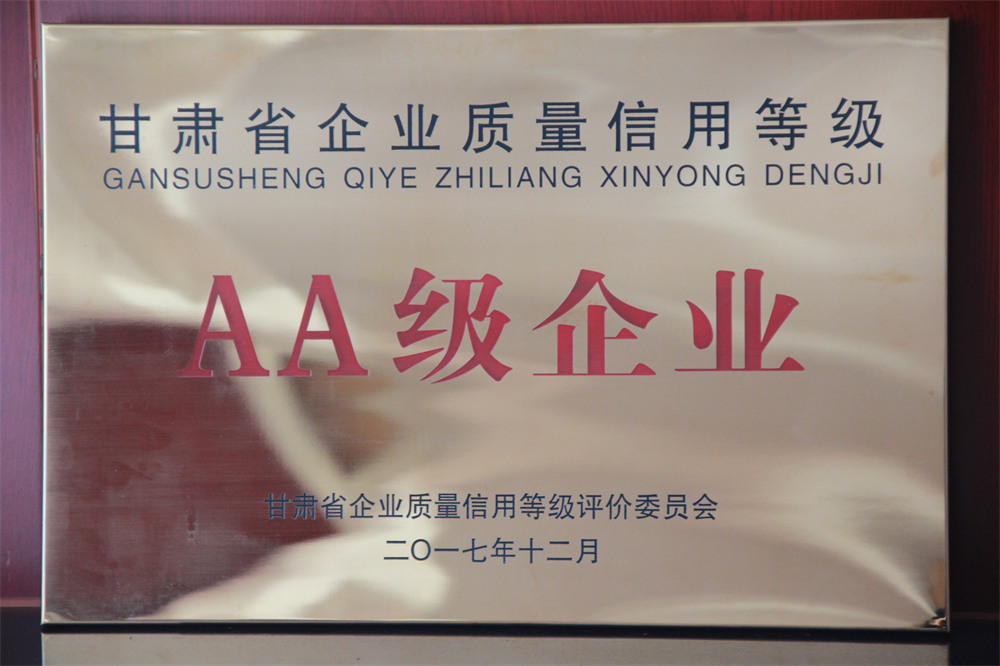 甘肃省企业质量信用等级
GANSUSHENG QIYE ZHILIANG XINYONG DENGJI
AA级企业
甘肃省企业质量信用等级评价委员会
二〇一七年十二月